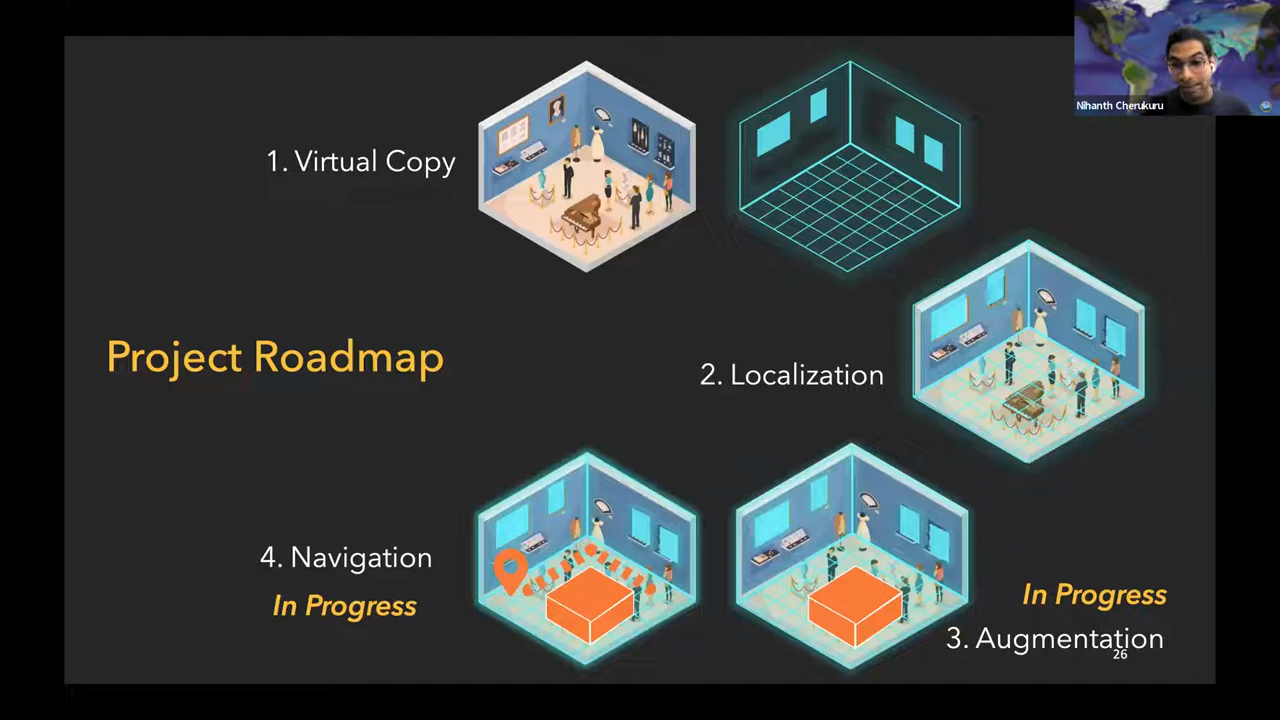 Nihanth Cherukuru
1. Virtual Copy
Project Roadmap
2. Localization
4. Navigation
In Progress
In Progress
3. Augmentation
26